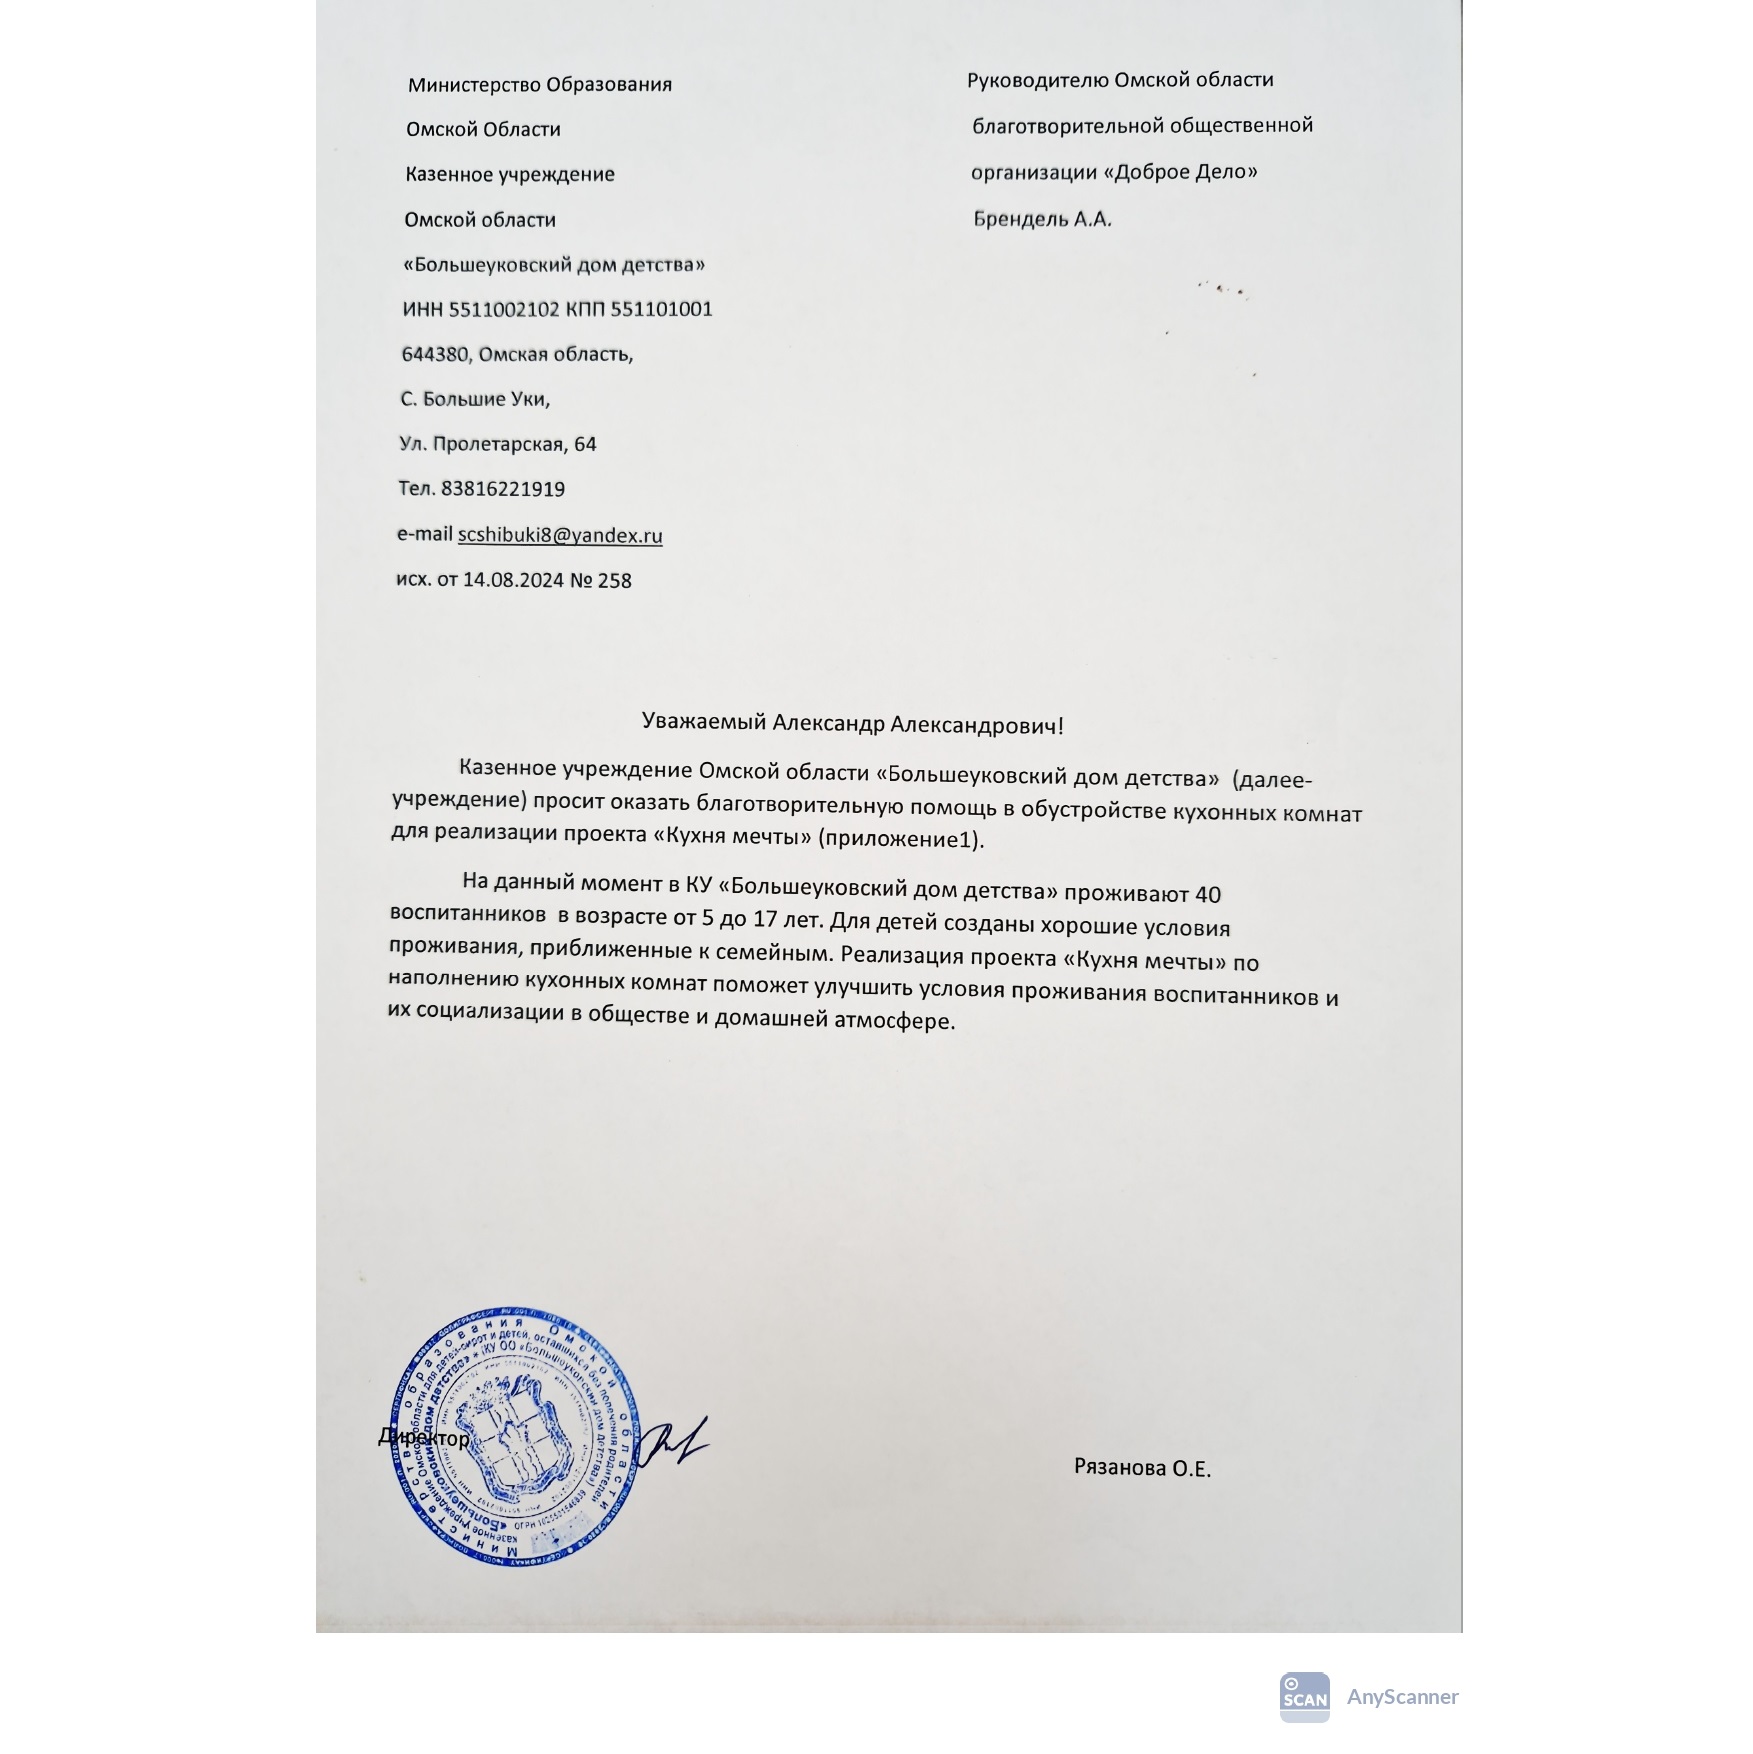 Министерство Образования
Омской Области
Казенное учреждение
Омской области
«Большеуковский дом детства»
ИНН 5511002102 КПП 551101001
644380, Омская область,
С. Большие Уки,
Ул. Пролетарская, 64
Тел. 83816221919
e-mail scshibuki8@yandex.ru
исх. от 14.08.2024 № 258
Руководителю Омской области
благотворительной общественной
организации «Доброе Дело»
Брендель А.А.
Уважаемый Александр Александрович!
Казенное учреждение Омской области «Большеуковский дом детства» (далее-
учреждение) просит оказать благотворительную помощь в обустройстве кухонных комнат
для реализации проекта «Кухня мечты» (приложение1).
На данный момент в КУ «Большеуковский дом детства» проживают 40
воспитанников в возрасте от 5 до 17 лет. Для детей созданы хорошие условия
проживания, приближенные к семейным. Реализация проекта «Кухня мечты» по
наполнению кухонных комнат поможет улучшить условия проживания воспитанников и
их социализации в обществе и домашней атмосфере.
Директор
Рязанова О.Е.
Министерство образования Омской области
казенное учреждение Омской области для детей-сирот и детей, оставшихся без попечения родителей
«Большеуковский дом детства» * (КУ ОО «Большеуковский дом детства»)
SCAN AnyScanner